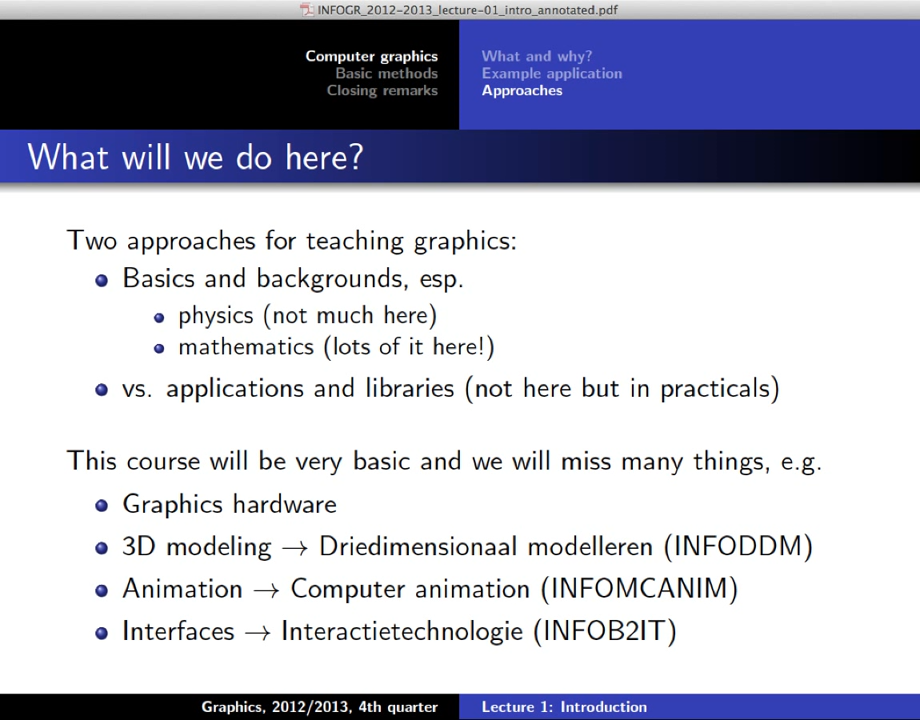 INFOGR_2012-2013_lecture-01_intro_annotated.pdf
Computer graphics
Basic methods
Closing remarks
What and why?
Example application
Approaches
What will we do here?
Two approaches for teaching graphics:
Basics and backgrounds, esp.
physics (not much here)
mathematics (lots of it here!)
vs. applications and libraries (not here but in practicals)
This course will be very basic and we will miss many things, e.g.
Graphics hardware
3D modeling → Driedimensionaal modelleren (INFODDM)
Animation → Computer animation (INFOMCANIM)
Interfaces → Interactietechnologie (INFOB2IT)
Graphics, 2012/2013, 4th quarter
Lecture 1: Introduction